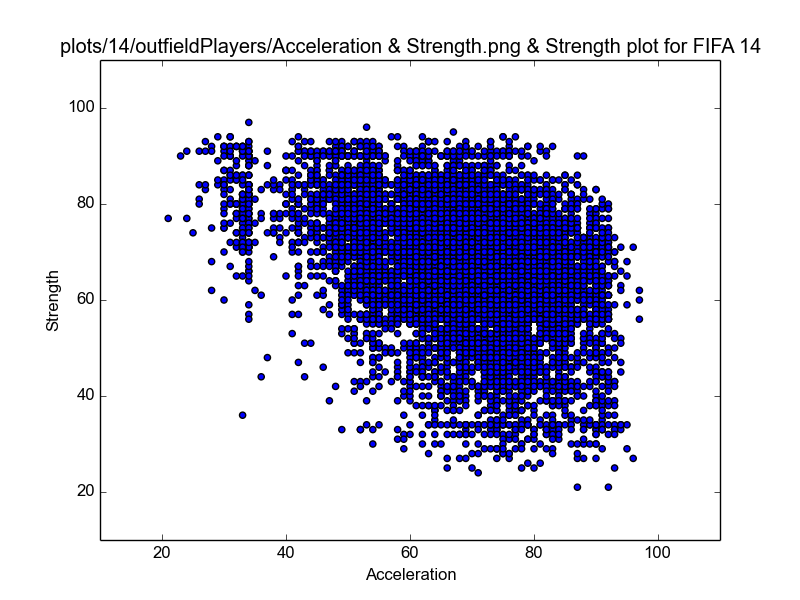 plots/14/outfieldPlayers/Acceleration & Strength.png & Strength plot for FIFA 14
100
80
60
40
20
Strength
20 40 60 80 100
Acceleration